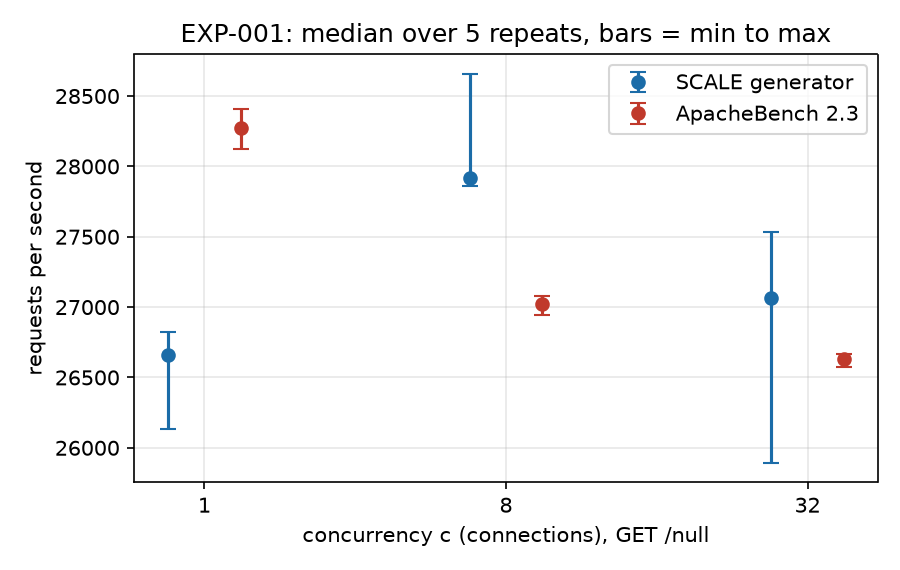 EXP-001: median over 5 repeats, bars = min to max
SCALE generator
ApacheBench 2.3
requests per second
28500
28000
27500
27000
26500
26000
1
8
32
concurrency c (connections), GET /null